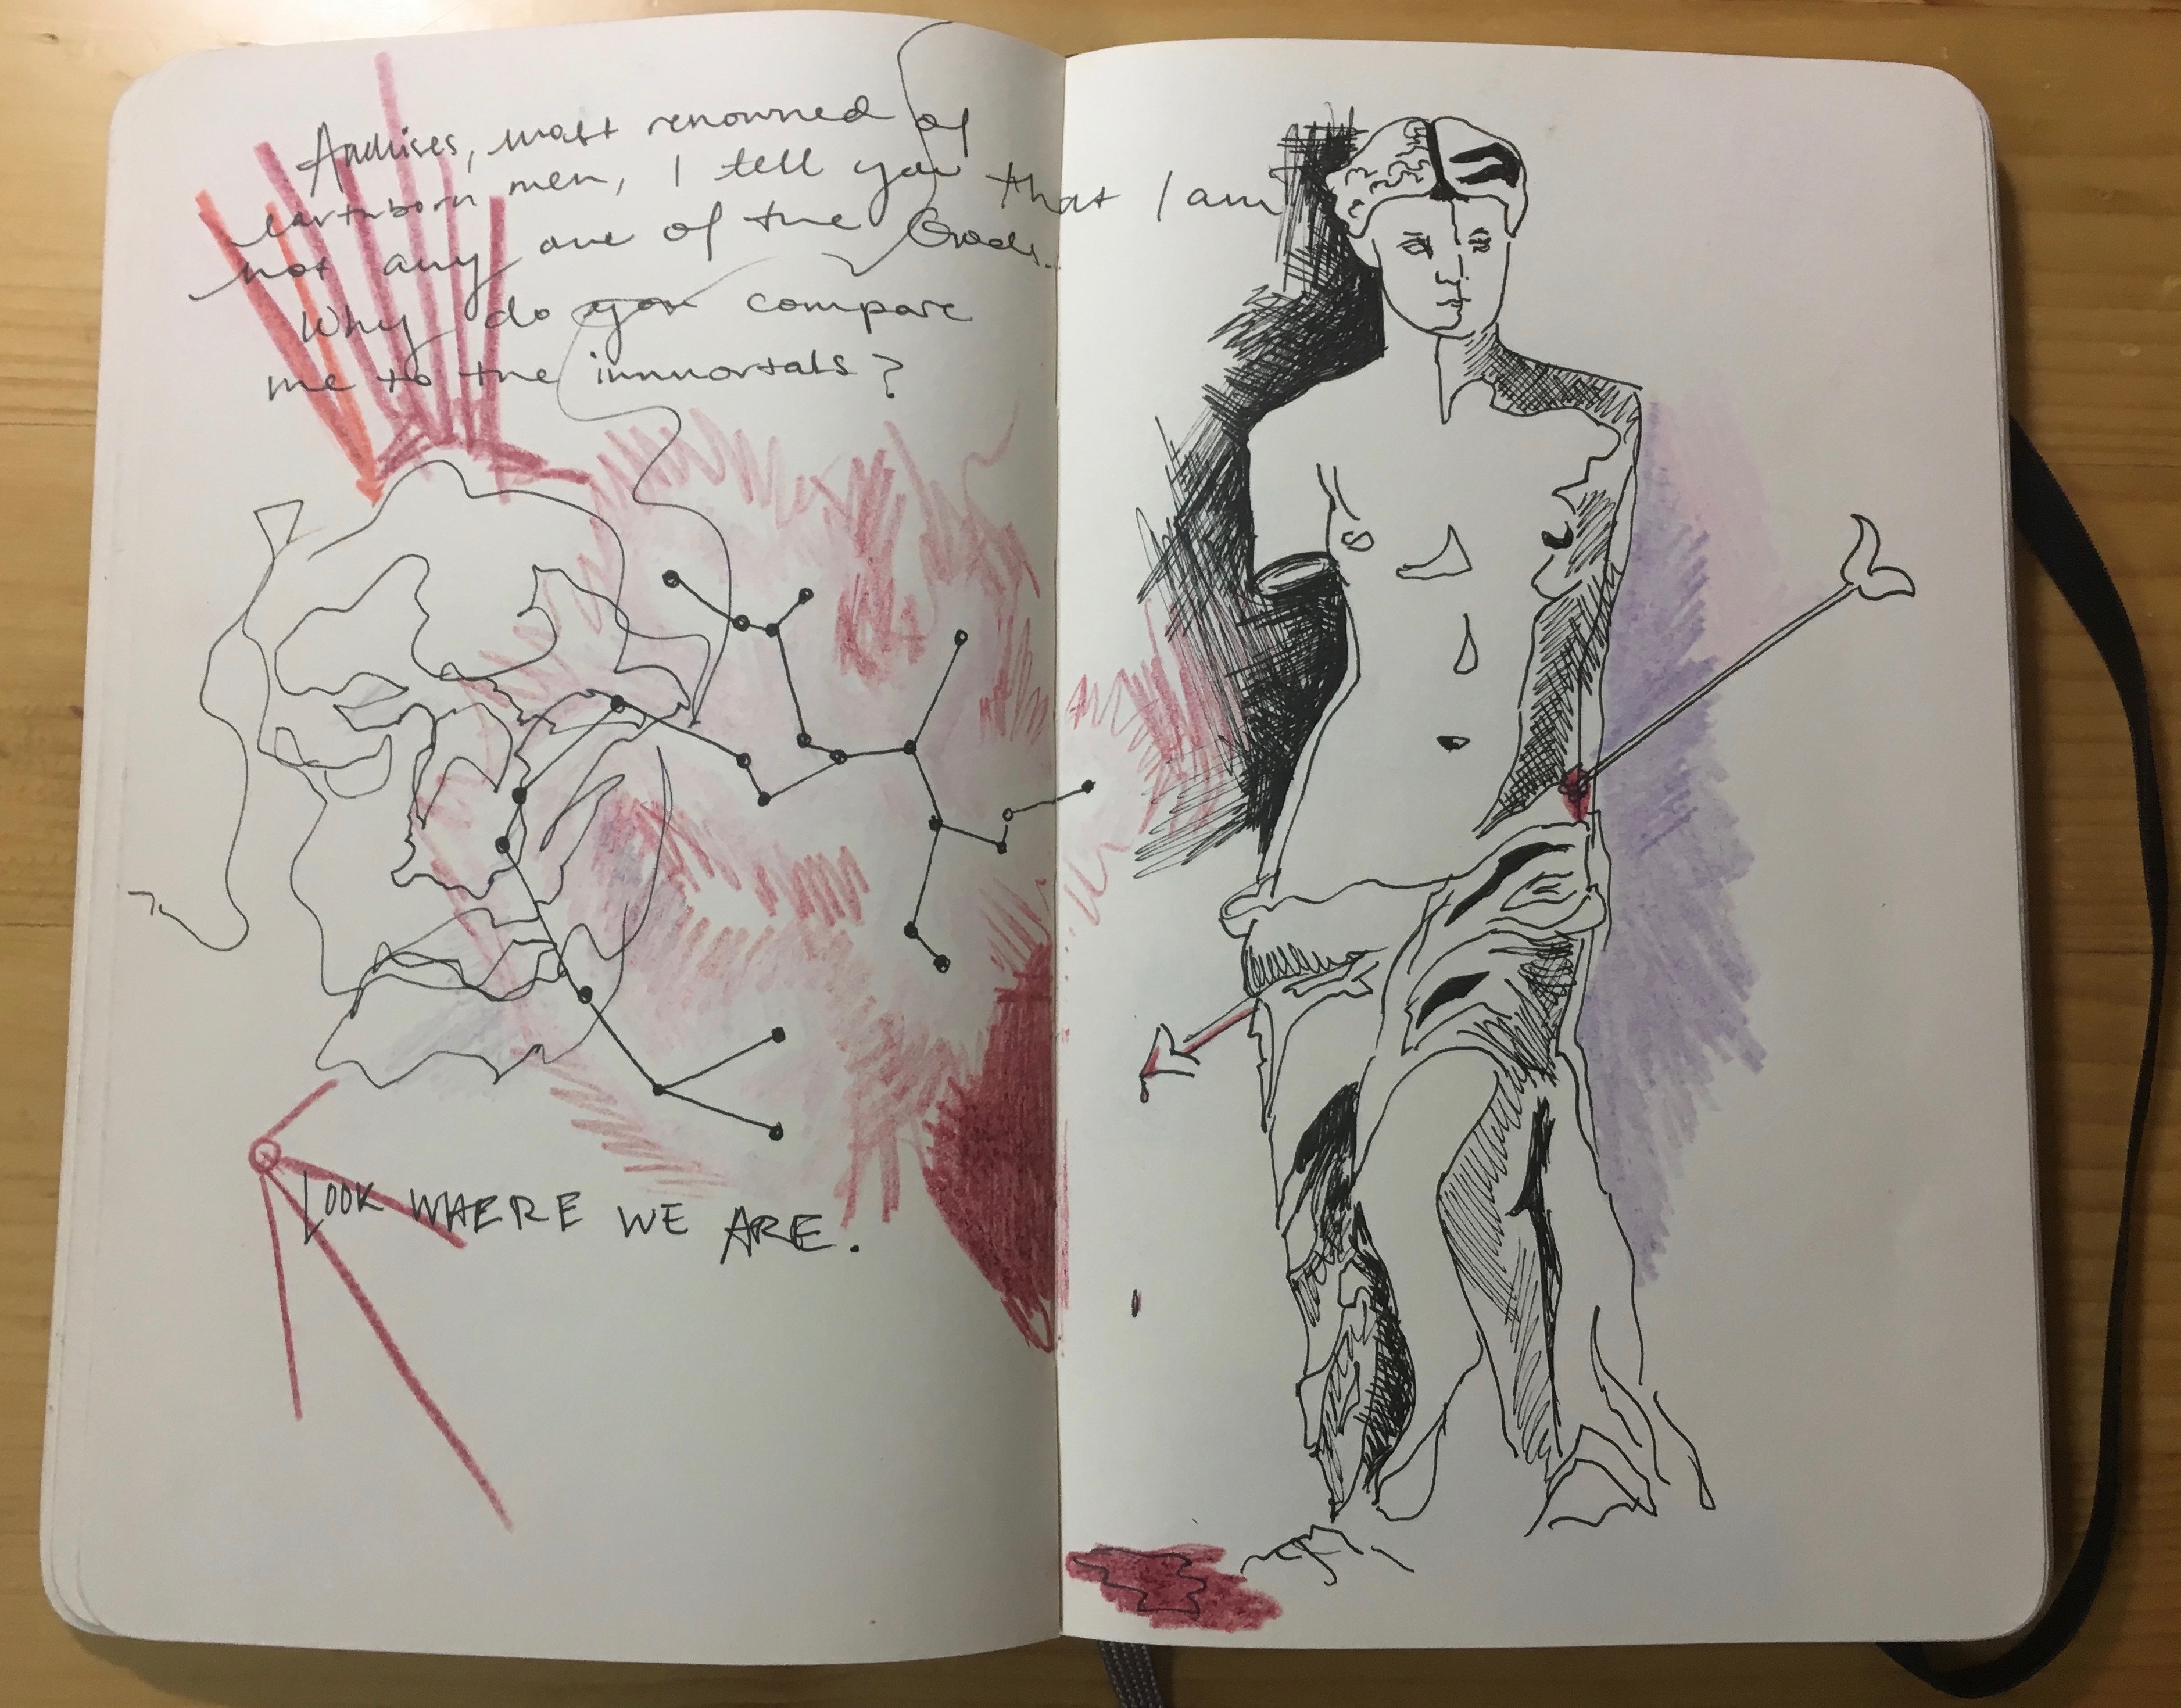 Anchises, most renowned of
earthborn men, I tell you that I am
not any one of the Gods.
Why do you compare
me to the immortals?
LOOK WHERE WE ARE.